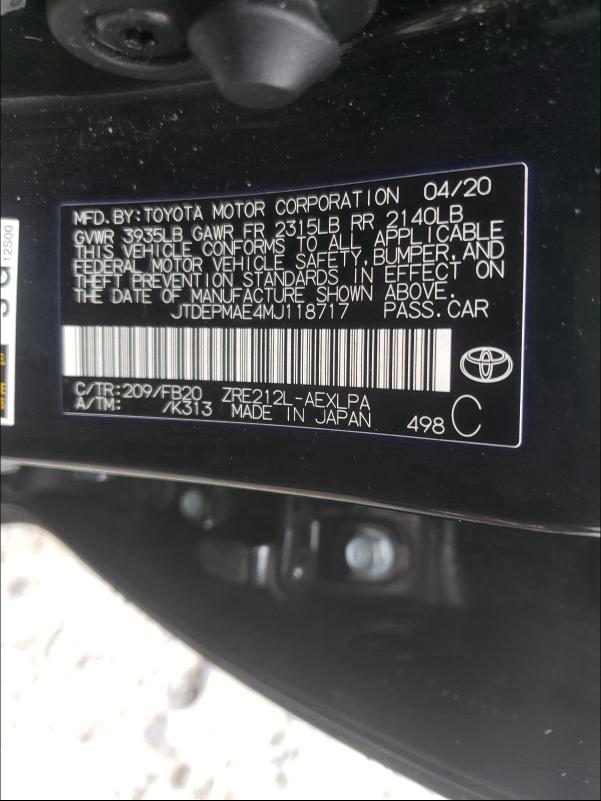 MFD. BY: TOYOTA MOTOR CORPORATION 04/20
GVWR 3935LB GAWR FR 2315LB RR 2140LB
THIS VEHICLE CONFORMS TO ALL APPLICABLE
FEDERAL MOTOR VEHICLE SAFETY, BUMPER, AND
THEFT PREVENTION STANDARDS IN EFFECT ON
THE DATE OF MANUFACTURE SHOWN ABOVE.
JTDEPMAE4MJ118717 PASS.CAR
C/TR: 209/FB20 ZRE212L-AEXLPA
A/TM: /K313 MADE IN JAPAN 498 C
12S00